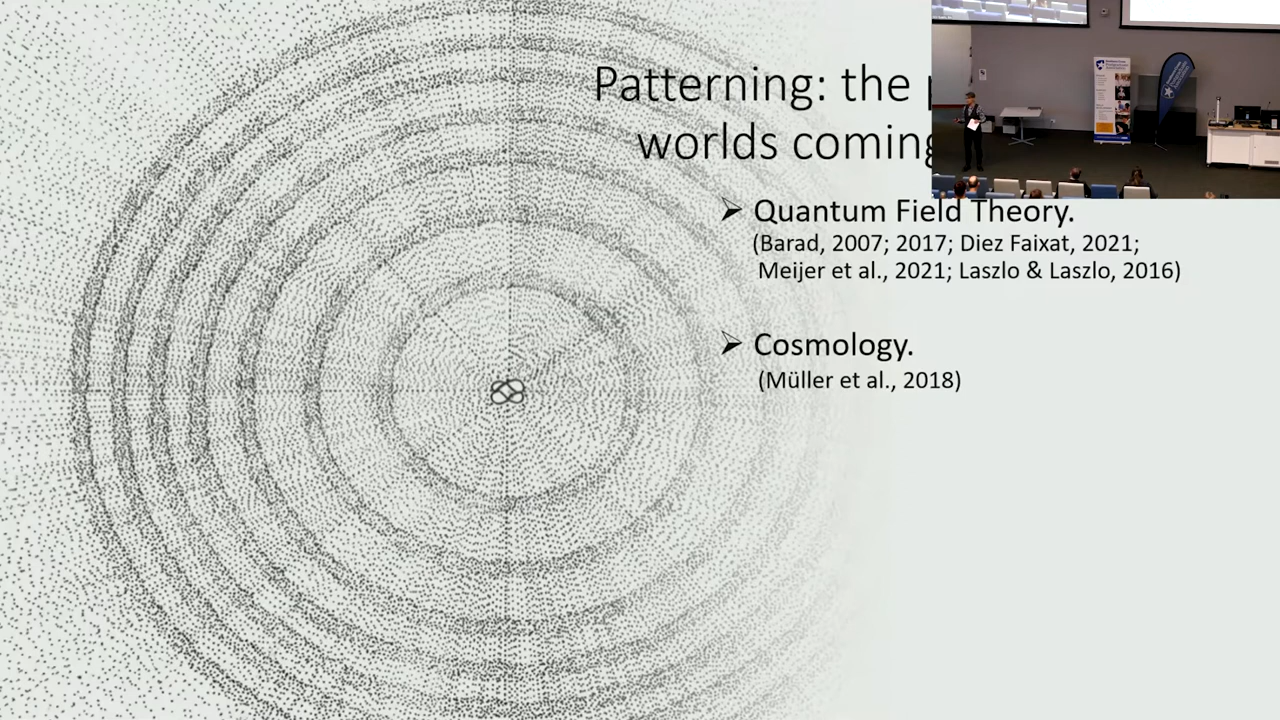 Patterning: the
worlds coming
➢ Quantum Field Theory.
(Barad, 2007; 2017; Diez Faixat, 2021;
Meijer et al., 2021; Laszlo & Laszlo, 2016)
➢ Cosmology.
(Müller et al., 2018)